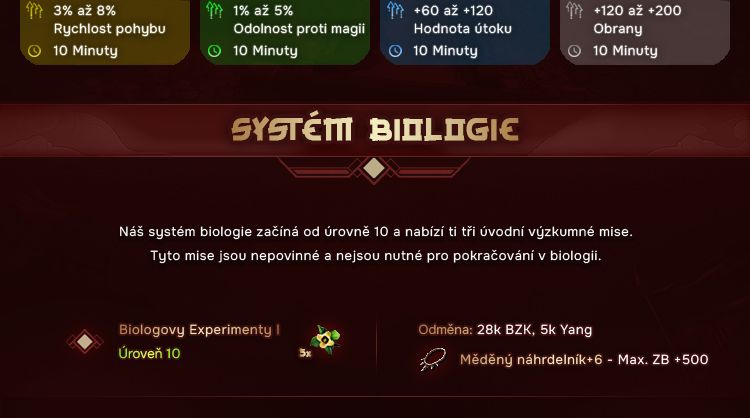 3% až 8%
Rychlost pohybu
10 Minuty
1% až 5%
Odolnost proti magii
10 Minuty
+60 až +120
Hodnota útoku
10 Minuty
+120 až +200
Obrany
10 Minuty
SYSTÉM BIOLOGIE
Náš systém biologie začíná od úrovně 10 a nabízí ti tři úvodní výzkumné mise.
Tyto mise jsou nepovinné a nejsou nutné pro pokračování v biologii.
Biologovy Experimenty I
Úroveň 10
5x
Odměna: 28k BZK, 5k Yang
Měděný náhrdelník+6 - Max. ZB +500